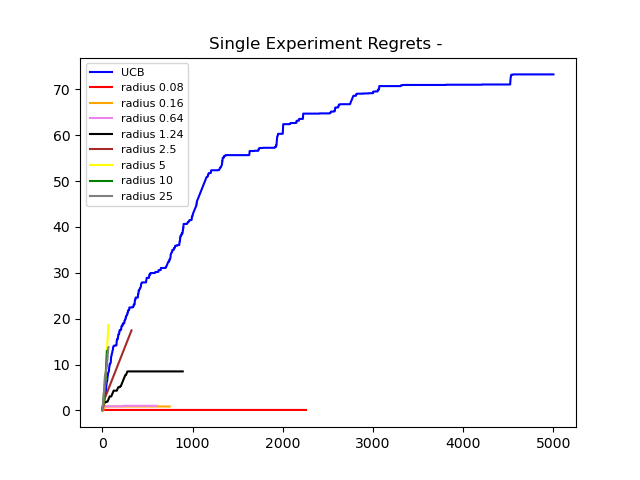 Single Experiment Regrets -
UCB
radius 0.08
radius 0.16
radius 0.64
radius 1.24
radius 2.5
radius 5
radius 10
radius 25
70
60
50
40
30
20
10
0
0 1000 2000 3000 4000 5000